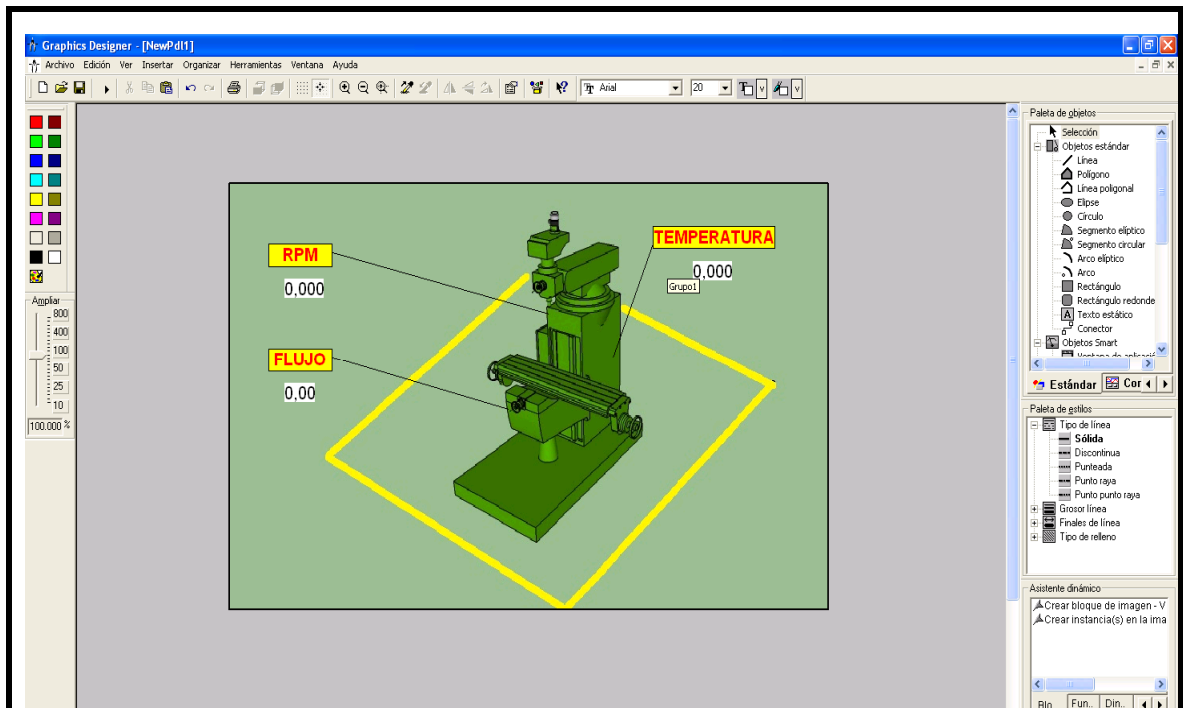 Graphics Designer - [NewPdl1]
Archivo Edición Ver Insertar Organizar Herramientas Ventana Ayuda
Arial 20
Ampliar
800
400
100
50
25
10
100.000 %
RPM
0,000
FLUJO
0,00
TEMPERATURA
0,000
Grupo1
Paleta de objetos
Selección
Objetos estándar
Línea
Polígono
Línea poligonal
Elipse
Círculo
Segmento elíptico
Segmento circular
Arco elíptico
Arco
Rectángulo
Rectángulo redonde
Texto estático
Conector
Objetos Smart
Estándar Cor
Paleta de estilos
Tipo de línea
Sólida
Discontinua
Punteada
Punto raya
Punto punto raya
Grosor línea
Finales de línea
Tipo de relleno
Asistente dinámico
Crear bloque de imagen - V
Crear instancia(s) en la ima
Blo.. Fun.. Din..